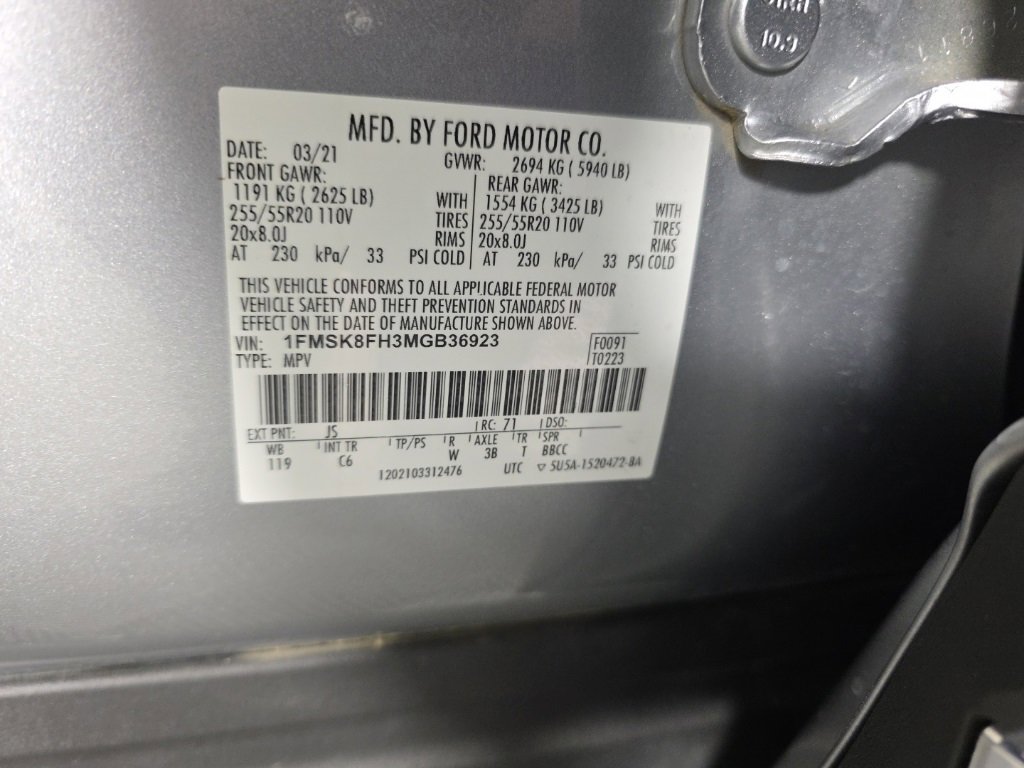 10.9
MFD. BY FORD MOTOR CO.
DATE: 03/21 GVWR: 2694 KG ( 5940 LB)
FRONT GAWR: REAR GAWR:
1191 KG ( 2625 LB) WITH 1554 KG ( 3425 LB) WITH
255/55R20 110V TIRES 255/55R20 110V TIRES
20x8.0J RIMS 20x8.0J RIMS
AT 230 kPa/ 33 PSI COLD AT 230 kPa/ 33 PSI COLD
THIS VEHICLE CONFORMS TO ALL APPLICABLE FEDERAL MOTOR
VEHICLE SAFETY AND THEFT PREVENTION STANDARDS IN
EFFECT ON THE DATE OF MANUFACTURE SHOWN ABOVE.
VIN: 1FMSK8FH3MGB36923 F0091
TYPE: MPV T0223
EXT PNT: JS RC: 71 DSO:
WB INT TR TP/PS R AXLE TR SPR
119 C6 W 3B T BBCC
1202103312476 UTC ▽ 5U5A-1520472-BA